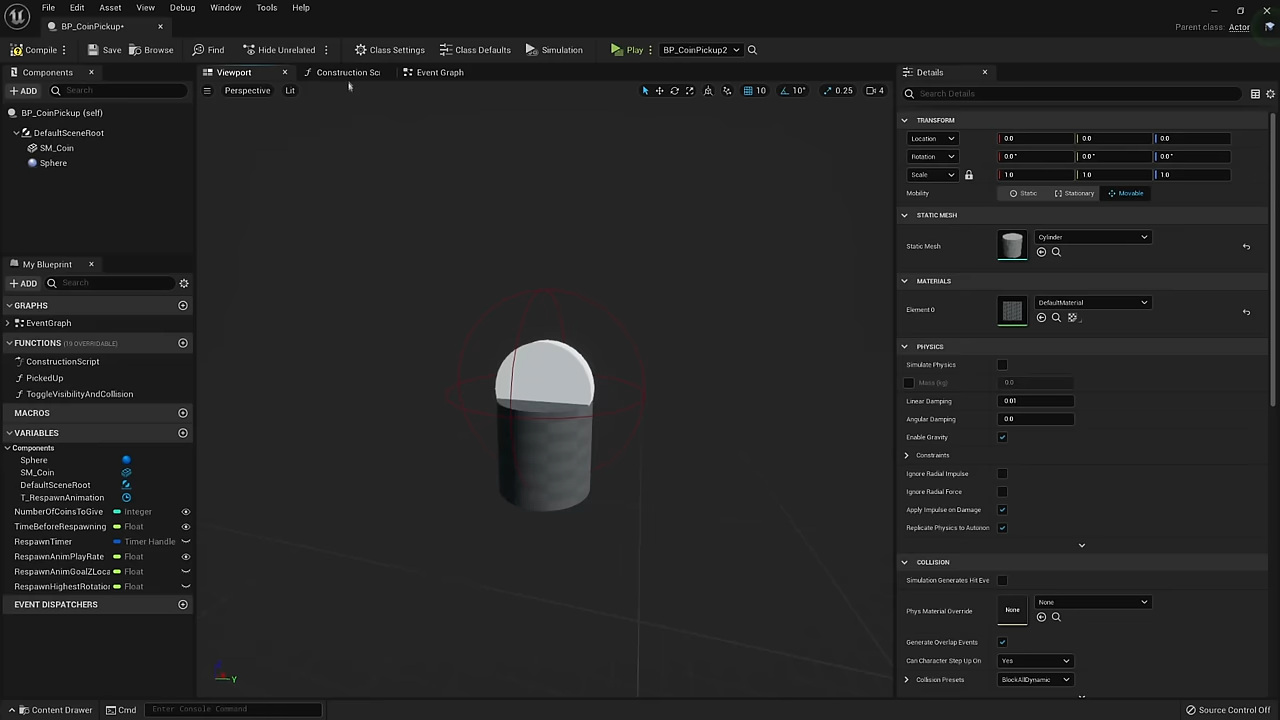 File Edit Asset View Debug Window Tools Help
BP_CoinPickup*
Parent class: Actor
Compile Save Browse Find Hide Unrelated Class Settings Class Defaults Simulation Play BP_CoinPickup2
Components
ADD Search
BP_CoinPickup (self)
DefaultSceneRoot
SM_Coin
Sphere
My Blueprint
ADD Search
GRAPHS
EventGraph
FUNCTIONS (19 OVERRIDABLE)
ConstructionScript
PickedUp
ToggleVisibilityAndCollision
MACROS
VARIABLES
Components
Sphere
SM_Coin
DefaultSceneRoot
T_RespawnAnimation
NumberOfCoinsToGive Integer
TimeBeforeRespawning Float
RespawnTimer Timer Handle
RespawnAnimPlayRate Float
RespawnAnimGoalZLoca Float
RespawnHighestRotation Float
EVENT DISPATCHERS
Viewport Construction Sc Event Graph
Perspective Lit 10 10° 0.25 4
Y
Details
Search Details
TRANSFORM
Location 0.0 0.0 0.0
Rotation 0.0° 0.0° 0.0°
Scale 1.0 1.0 1.0
Mobility Static Stationary Movable
STATIC MESH
Static Mesh Cylinder
MATERIALS
Element 0 DefaultMaterial
PHYSICS
Simulate Physics
Mass (kg) 0.0
Linear Damping 0.01
Angular Damping 0.0
Enable Gravity
Constraints
Ignore Radial Impulse
Ignore Radial Force
Apply Impulse on Damage
Replicate Physics to Autonon
COLLISION
Simulation Generates Hit Eve
Phys Material Override None None
Generate Overlap Events
Can Character Step Up On Yes
Collision Presets BlockAllDynamic
Content Drawer Cmd Enter Console Command Source Control Off